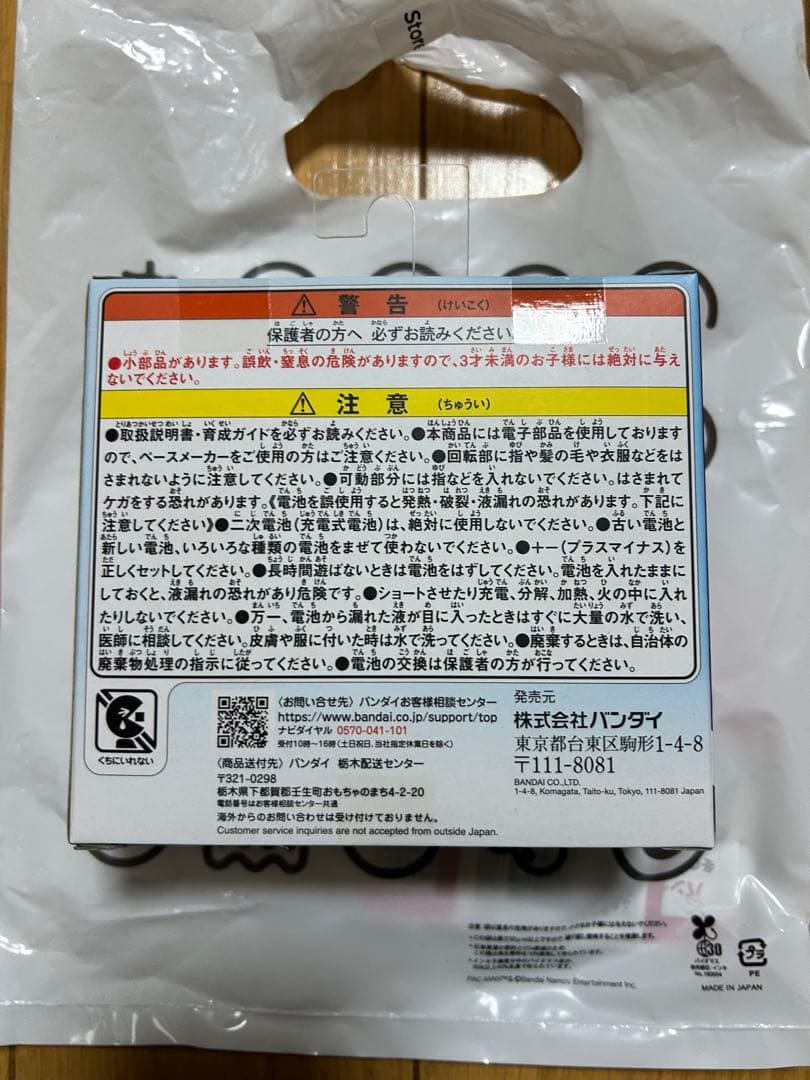 Stor
警告 (けいこく)
保護者の方へ 必ずお読みください。
●小部品があります。誤飲・窒息の危険がありますので、3才未満のお子様には絶対に与え
ないでください。
注意 (ちゅうい)
●取扱説明書・育成ガイドを必ずお読みください。●本商品には電子部品を使用しております
ので、ペースメーカーをご使用の方はご注意ください。●回転部に指や髪の毛や衣服などをは
さまれないように注意してください。●可動部分には指などを入れないでください。はさまれて
ケガをする恐れがあります。《電池を誤使用すると発熱・破裂・液漏れの恐れがあります。下記に
注意してください》●二次電池(充電式電池)は、絶対に使用しないでください。●古い電池と
新しい電池、いろいろな種類の電池をまぜて使わないでください。●+−(プラスマイナス)を
正しくセットしてください。●長時間遊ばないときは電池をはずしてください。電池を入れたままに
しておくと、液漏れの恐れがあり危険です。●ショートさせたり充電、分解、加熱、火の中に入れ
たりしないでください。●万一、電池から漏れた液が目に入ったときはすぐに大量の水で洗い、
医師に相談してください。皮膚や服に付いた時は水で洗ってください。●廃棄するときは、自治体の
廃棄物処理の指示に従ってください。●電池の交換は保護者の方が行ってください。
くちにいれない
〈お問い合せ先〉バンダイお客様相談センター
https://www.bandai.co.jp/support/top
ナビダイヤル 0570-041-101
受付10時〜16時(土日祝日、当社指定休業日を除く)
〈商品送付先〉バンダイ 栃木配送センター
〒321-0298
栃木県下都賀郡壬生町おもちゃのまち4-2-20
電話番号はお客様相談センター共通
海外からのお問い合わせは受け付けておりません。
Customer service inquiries are not accepted from outside Japan.
発売元
株式会社バンダイ
東京都台東区駒形1-4-8
〒111-8081
BANDAI CO.,LTD.
1-4-8, Komagata, Taito-ku, Tokyo, 111-8081 Japan
PAC-MAN™& ©Bandai Namco Entertainment Inc.
30
バイオマス
No.180004
プラ
PE
MADE IN JAPAN